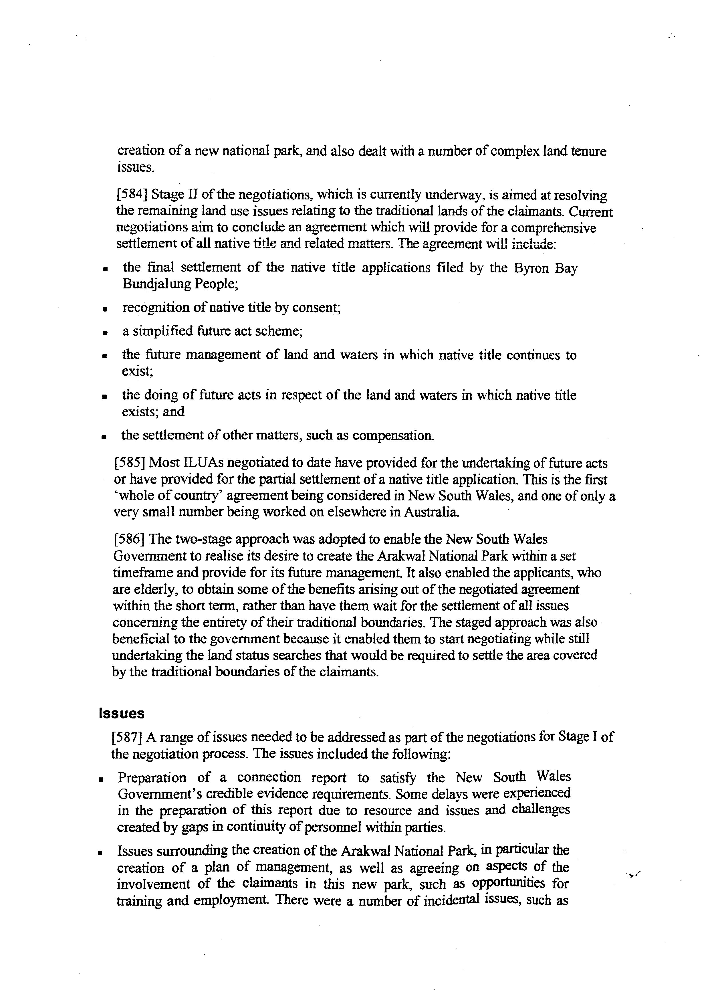 creation of a new national park, and also dealt with a number of complex land tenure
issues.
[584] Stage II of the negotiations, which is currently underway, is aimed at resolving
the remaining land use issues relating to the traditional lands of the claimants. Current
negotiations aim to conclude an agreement which will provide for a comprehensive
settlement of all native title and related matters. The agreement will include:
▪ the final settlement of the native title applications filed by the Byron Bay
Bundjalung People;
▪ recognition of native title by consent;
▪ a simplified future act scheme;
▪ the future management of land and waters in which native title continues to
exist;
▪ the doing of future acts in respect of the land and waters in which native title
exists; and
▪ the settlement of other matters, such as compensation.
[585] Most ILUAs negotiated to date have provided for the undertaking of future acts
or have provided for the partial settlement of a native title application. This is the first
‘whole of country’ agreement being considered in New South Wales, and one of only a
very small number being worked on elsewhere in Australia.
[586] The two-stage approach was adopted to enable the New South Wales
Government to realise its desire to create the Arakwal National Park within a set
timeframe and provide for its future management. It also enabled the applicants, who
are elderly, to obtain some of the benefits arising out of the negotiated agreement
within the short term, rather than have them wait for the settlement of all issues
concerning the entirety of their traditional boundaries. The staged approach was also
beneficial to the government because it enabled them to start negotiating while still
undertaking the land status searches that would be required to settle the area covered
by the traditional boundaries of the claimants.
Issues
[587] A range of issues needed to be addressed as part of the negotiations for Stage I of
the negotiation process. The issues included the following:
▪ Preparation of a connection report to satisfy the New South Wales
Government’s credible evidence requirements. Some delays were experienced
in the preparation of this report due to resource and issues and challenges
created by gaps in continuity of personnel within parties.
▪ Issues surrounding the creation of the Arakwal National Park, in particular the
creation of a plan of management, as well as agreeing on aspects of the
involvement of the claimants in this new park, such as opportunities for
training and employment. There were a number of incidental issues, such as